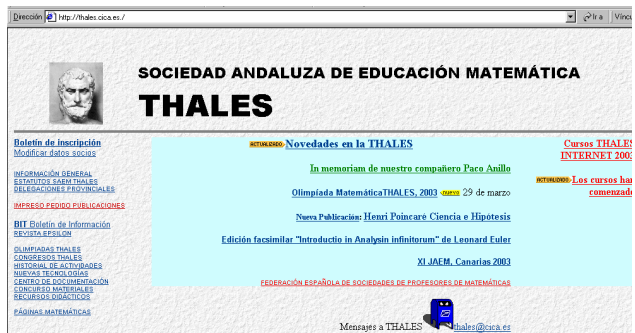 Dirección http://thales.cica.es./ Ir a Víncu
SOCIEDAD ANDALUZA DE EDUCACIÓN MATEMÁTICA
THALES
Boletín de inscripción
Modificar datos socios
INFORMACIÓN GENERAL
ESTATUTOS SAEM THALES
DELEGACIONES PROVINCIALES
IMPRESO PEDIDO PUBLICACIONES
BIT Boletín de Información
REVISTA EPSILON
OLIMPIADAS THALES
CONGRESOS THALES
HISTORIAL DE ACTIVIDADES
NUEVAS TECNOLOGÍAS
CENTRO DE DOCUMENTACIÓN
CONCURSO MATERIALES
RECURSOS DIDÁCTICOS
PÁGINAS MATEMÁTICAS
ACTUALIZADO Novedades en la THALES
In memoriam de nuestro compañero Paco Anillo
Olimpíada MatemáticaTHALES, 2003 NUEVO 29 de marzo
Nueva Publicación: Henri Poincaré Ciencia e Hipótesis
Edición facsimilar "Introductio in Analysin infinitorum" de Leonard Euler
XI JAEM, Canarias 2003
FEDERACIÓN ESPAÑOLA DE SOCIEDADES DE PROFESORES DE MATEMÁTICAS
Cursos THALES
INTERNET 2003
ACTUALIZADO Los cursos han
comenzado
Mensajes a THALES thales@cica.es